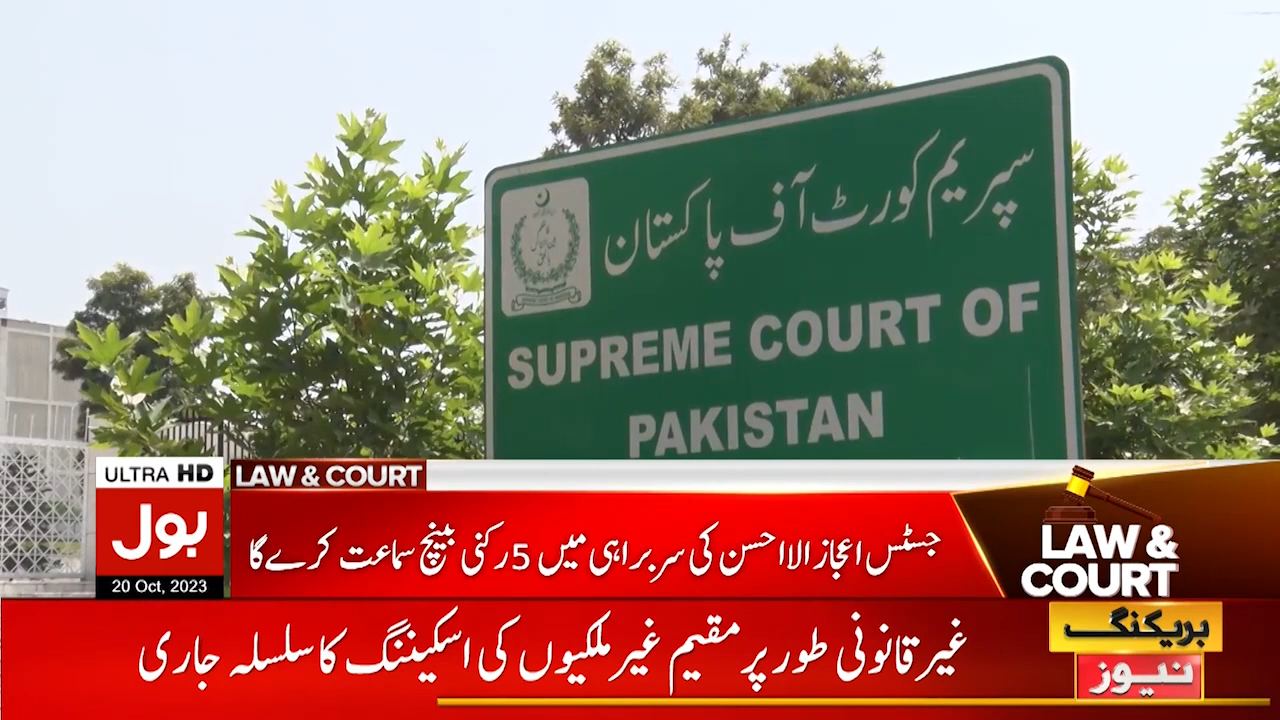 سپریم کورٹ آف پاکستان
SUPREME COURT OF
PAKISTAN
ULTRA HD
LAW & COURT
بول
جسٹس اعجاز الااحسن کی سربراہی میں 5 رکنی بینچ سماعت کرے گا
LAW &
COURT
20 Oct, 2023
غیر قانونی طور پر مقیم غیر ملکیوں کی اسکیننگ کا سلسلہ جاری
بریکنگ
نیوز